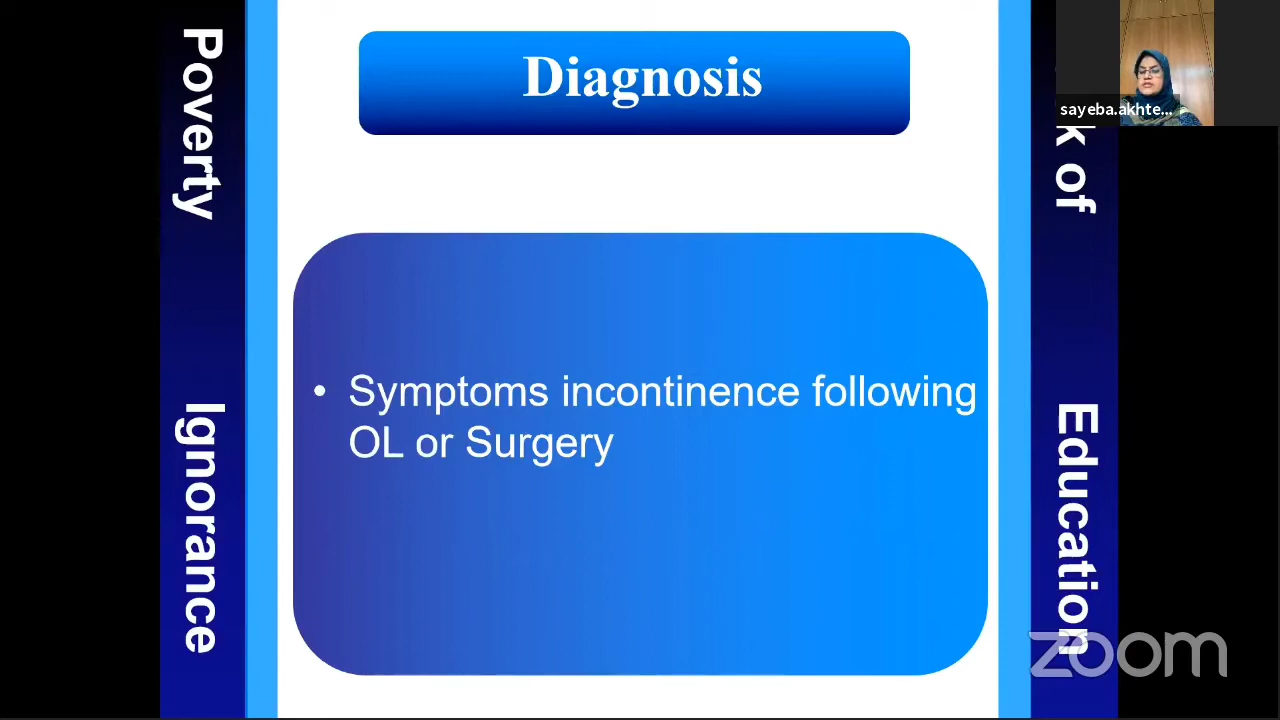 Diagnosis
• Symptoms incontinence following
OL or Surgery
Poverty
Ignorance
k of
Education
sayeba.akhte...
zoom